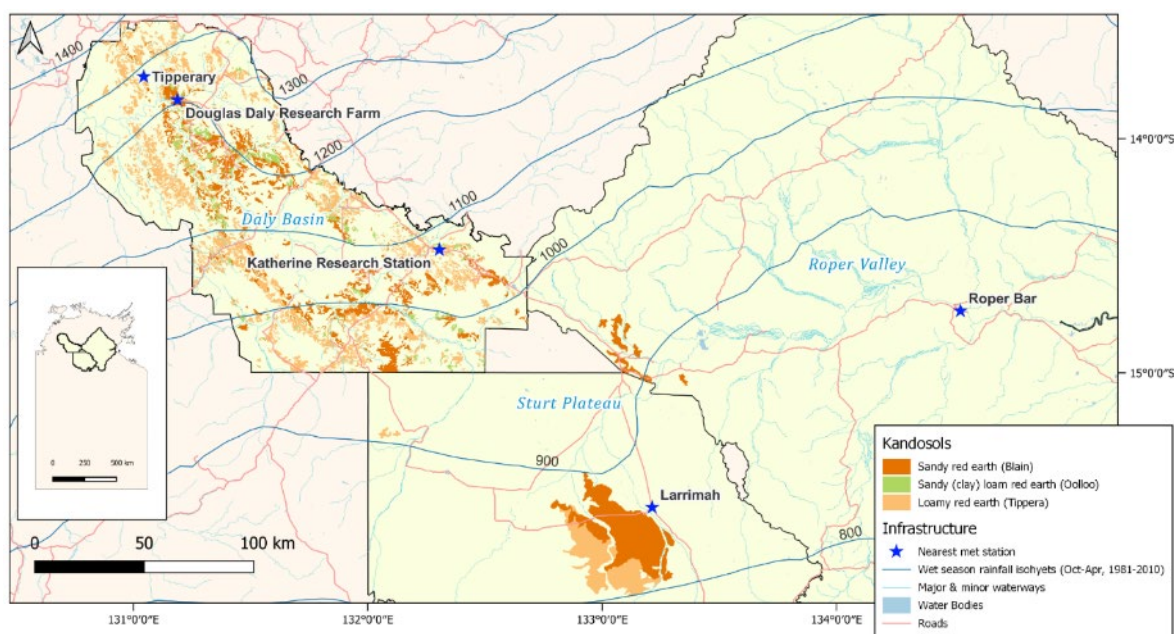 1400
Tipperary
1300
Douglas Daly Research Farm
1200
14°0'0"S
1100
Daly Basin
1000
Katherine Research Station
Roper Valley
Roper Bar
15°0'0"S
Sturt Plateau
900
Larrimah
800
0 250 500 km
0 50 100 km
131°0'0"E
132°0'0"E
133°0'0"E
134°0'0"E
Kandosols
Sandy red earth (Blain)
Sandy (clay) loam red earth (Oolloo)
Loamy red earth (Tippera)
Infrastructure
Nearest met station
Wet season rainfall isohyets (Oct-Apr, 1981-2010)
Major & minor waterways
Water Bodies
Roads